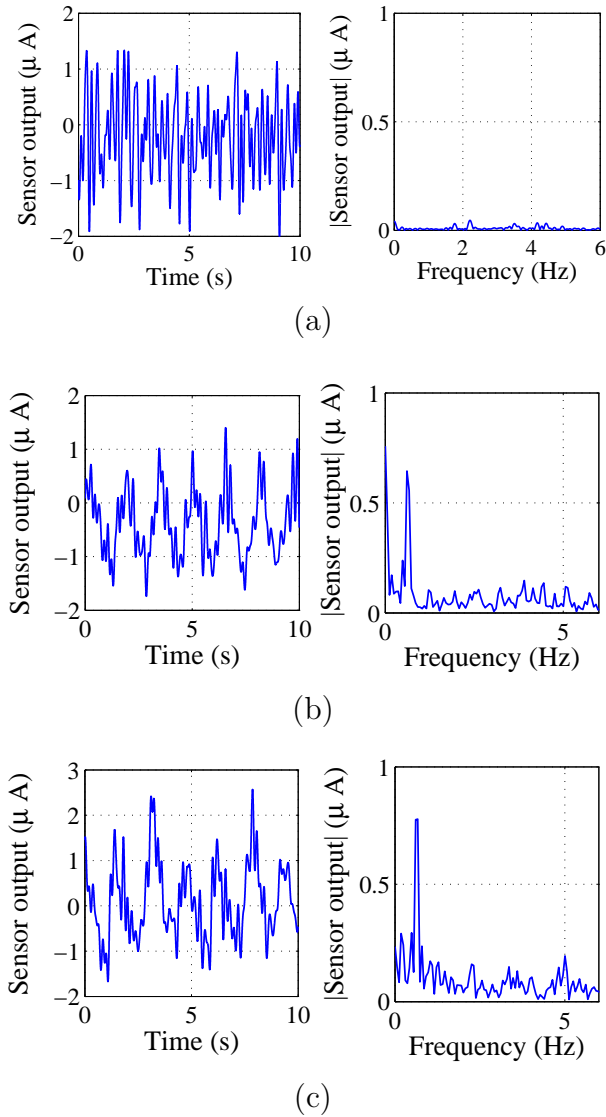 Sensor output (μ A)
2
1
0
−1
−2
0
5
10
Time (s)
|Sensor output| (μ A)
1
0.5
0
0
2
4
6
Frequency (Hz)
(a)
Sensor output (μ A)
2
1
0
−1
−2
0
5
10
Time (s)
|Sensor output| (μ A)
1
0.5
0
0
5
Frequency (Hz)
(b)
Sensor output (μ A)
3
2
1
0
−1
−2
0
5
10
Time (s)
|Sensor output| (μ A)
1
0.5
0
0
5
Frequency (Hz)
(c)